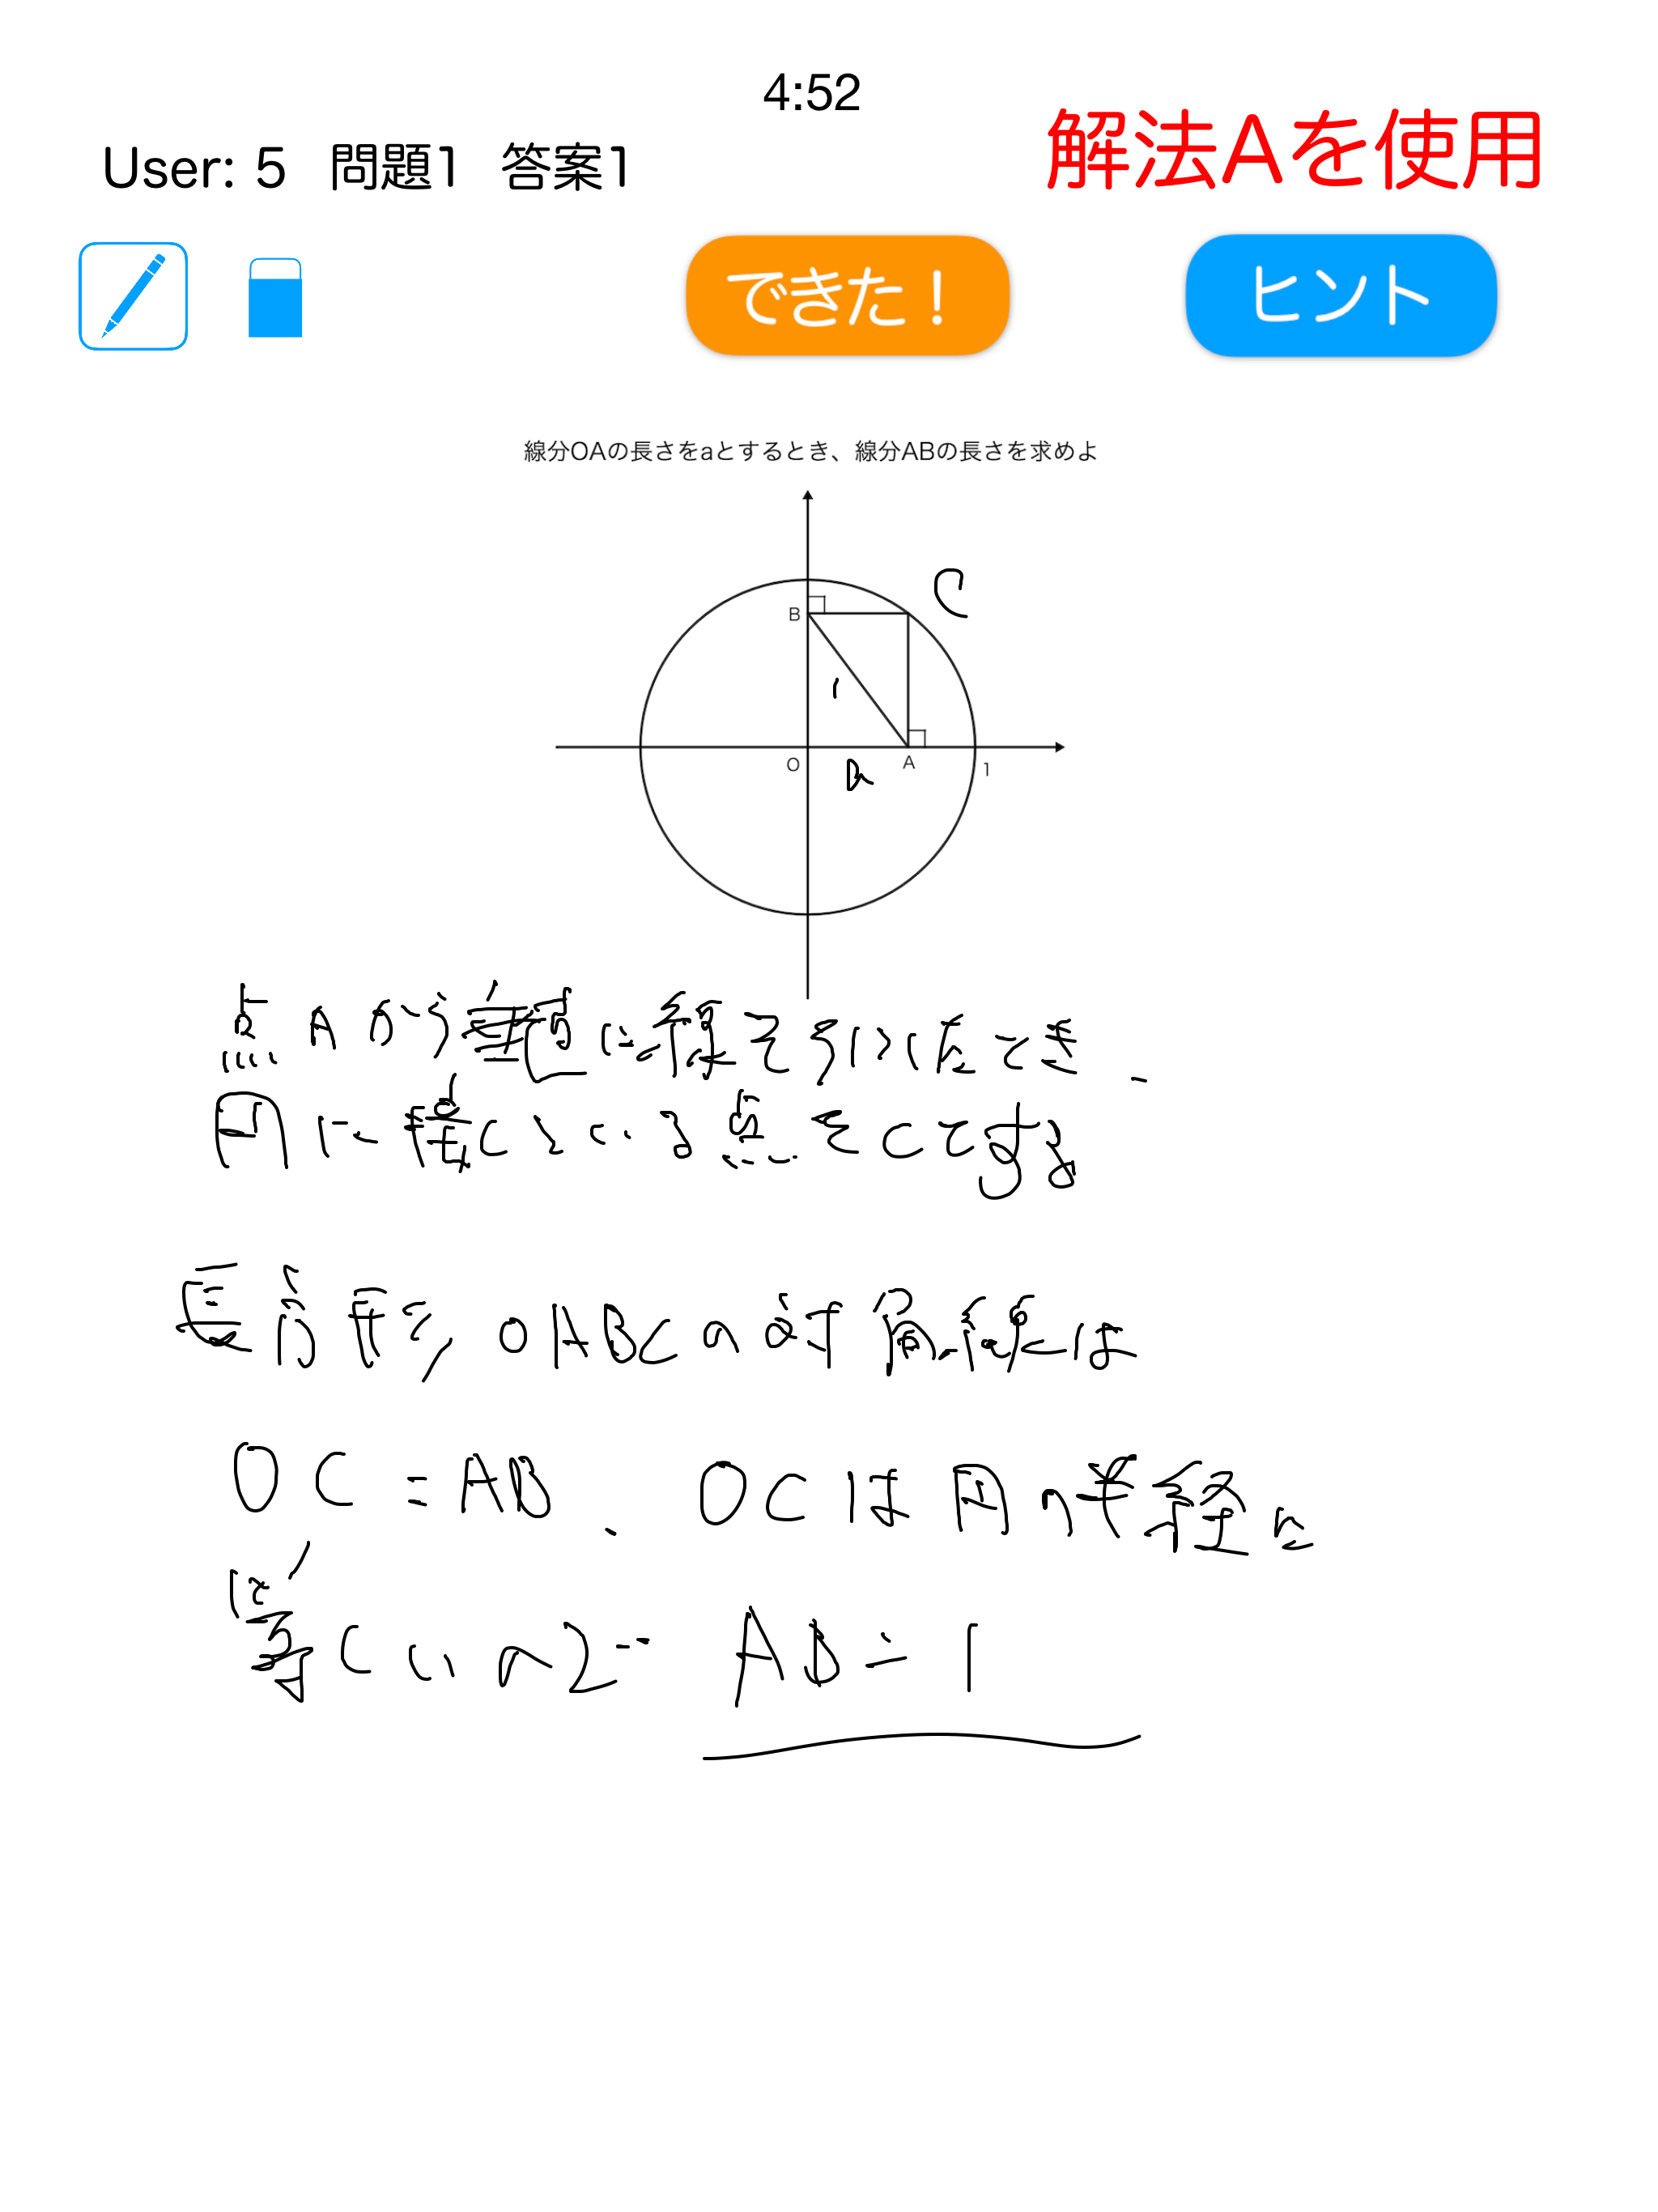 4:52
User: 5 問題1 答案1
解法Aを使用
できた！
ヒント
線分OAの長さをaとするとき、線分ABの長さを求めよ
C
B
1
O
A
1
a
点Aから垂直に線を引いたとき、
円に接している点をCとする
長方形OABCの対角線は
OC=AB、OCは円の半径に
等しいので AB=1